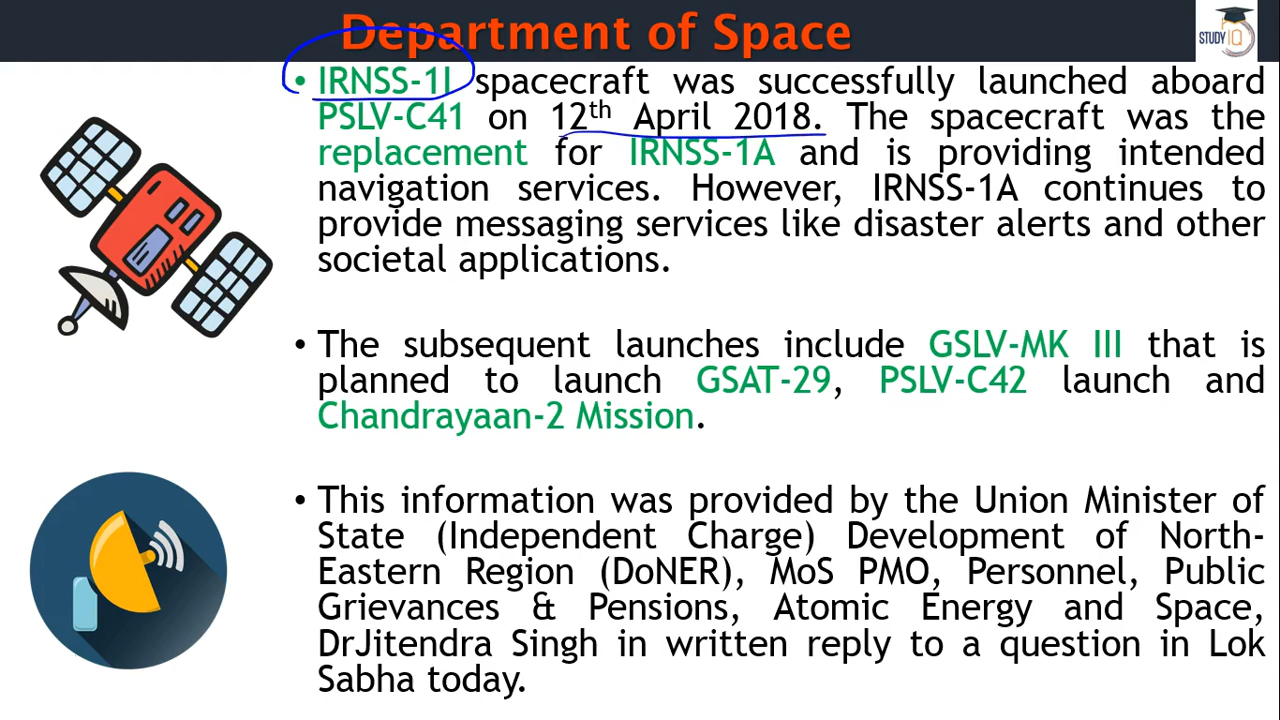 Department of Space
STUDY IQ
• IRNSS-1I spacecraft was successfully launched aboard
PSLV-C41 on 12th April 2018. The spacecraft was the
replacement for IRNSS-1A and is providing intended
navigation services. However, IRNSS-1A continues to
provide messaging services like disaster alerts and other
societal applications.
• The subsequent launches include GSLV-MK III that is
planned to launch GSAT-29, PSLV-C42 launch and
Chandrayaan-2 Mission.
• This information was provided by the Union Minister of
State (Independent Charge) Development of North-
Eastern Region (DoNER), MoS PMO, Personnel, Public
Grievances & Pensions, Atomic Energy and Space,
DrJitendra Singh in written reply to a question in Lok
Sabha today.